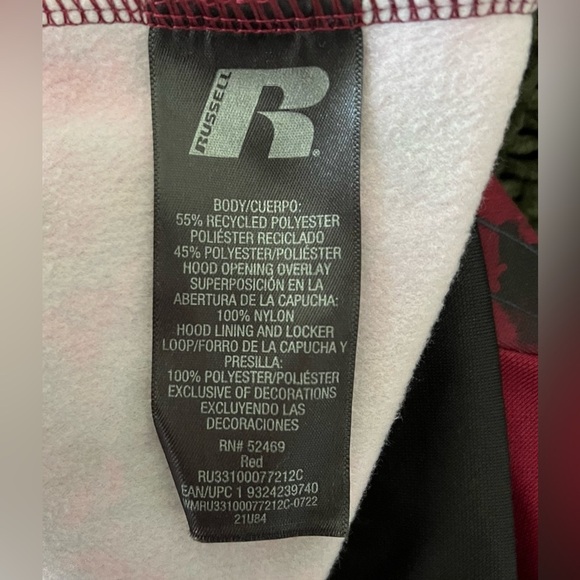 RUSSELL
R
BODY/CUERPO:
55% RECYCLED POLYESTER
POLIÉSTER RECICLADO
45% POLYESTER/POLIÉSTER
HOOD OPENING OVERLAY
SUPERPOSICIÓN EN LA
ABERTURA DE LA CAPUCHA:
100% NYLON
HOOD LINING AND LOCKER
LOOP/FORRO DE LA CAPUCHA Y
PRESILLA:
100% POLYESTER/POLIÉSTER
EXCLUSIVE OF DECORATIONS
EXCLUYENDO LAS
DECORACIONES
RN# 52469
Red
RU33100077212C
EAN/UPC 1 9324239740
WMRU33100077212C-0722
21U84